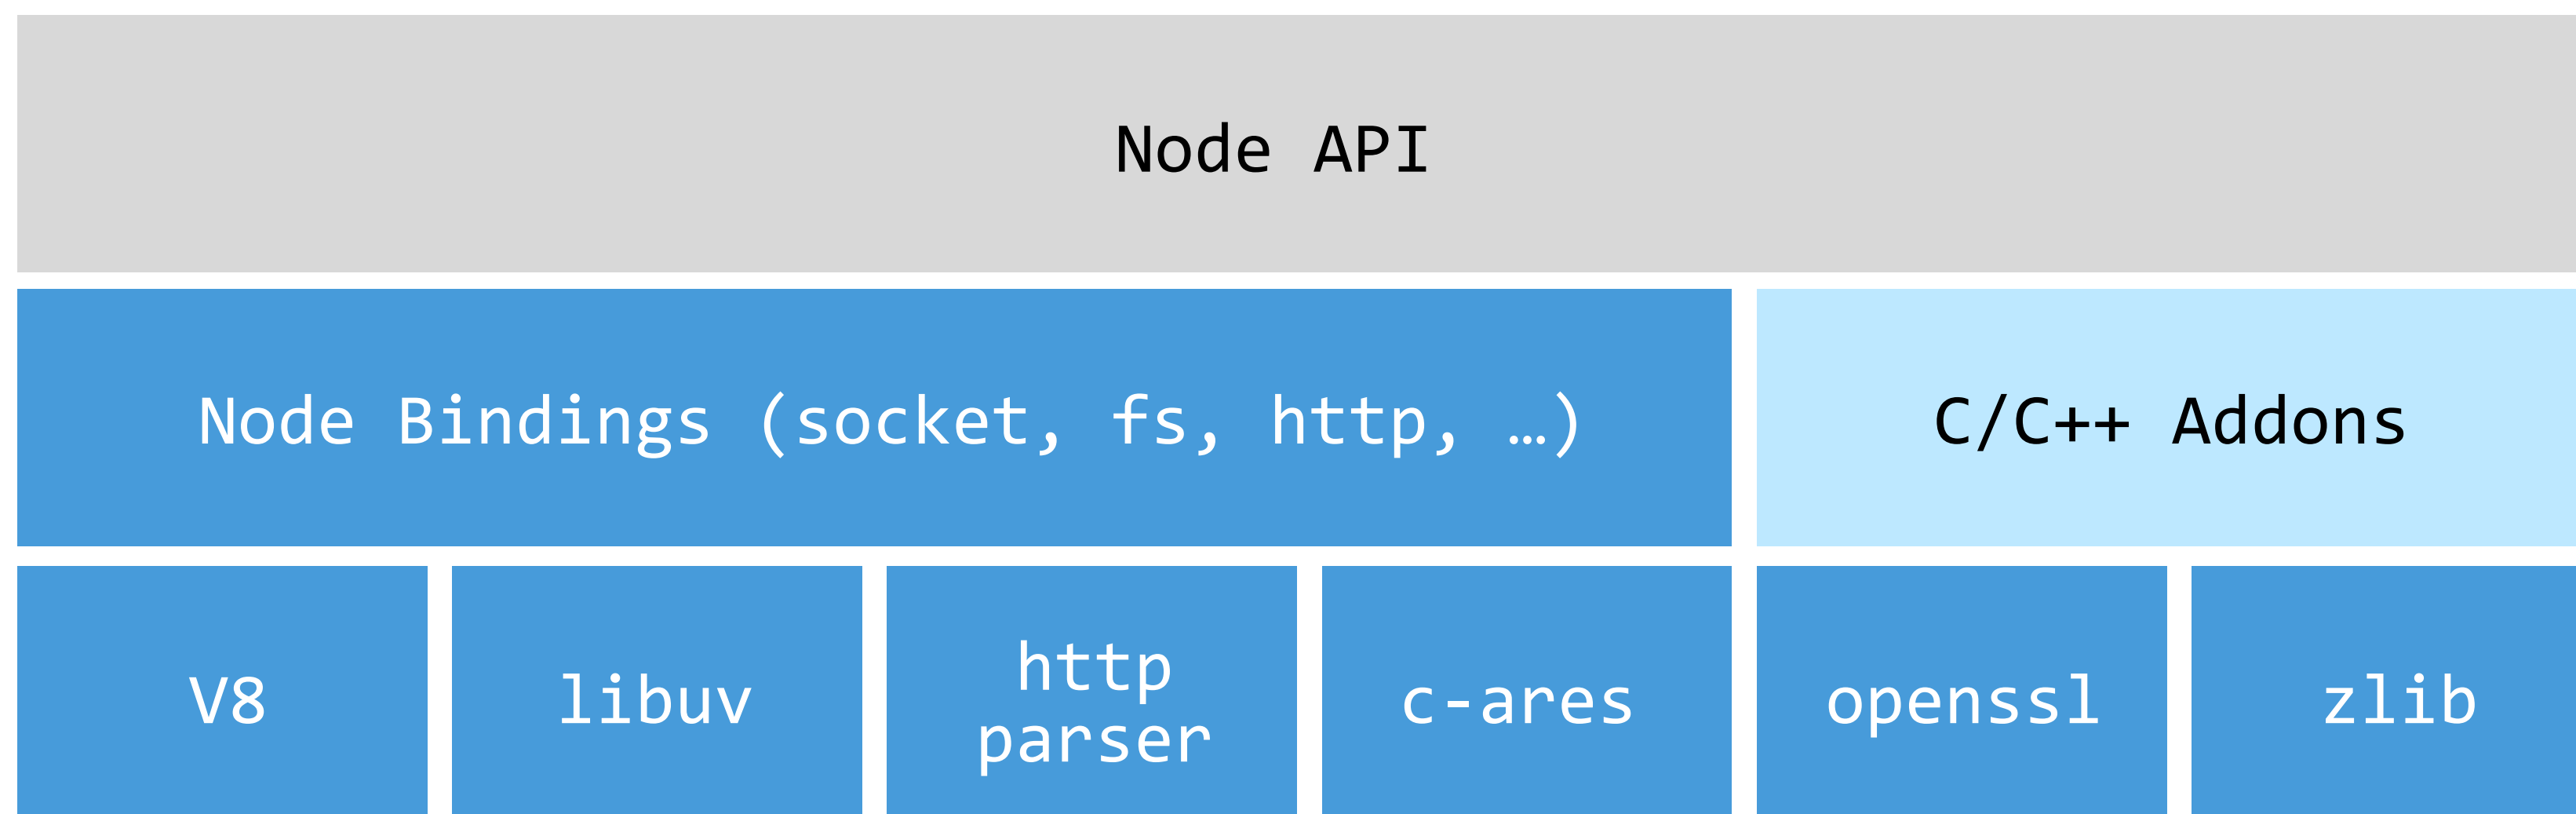 Node API
Node Bindings (socket, fs, http, …)
C/C++ Addons
V8
libuv
http
parser
c-ares
openssl
zlib